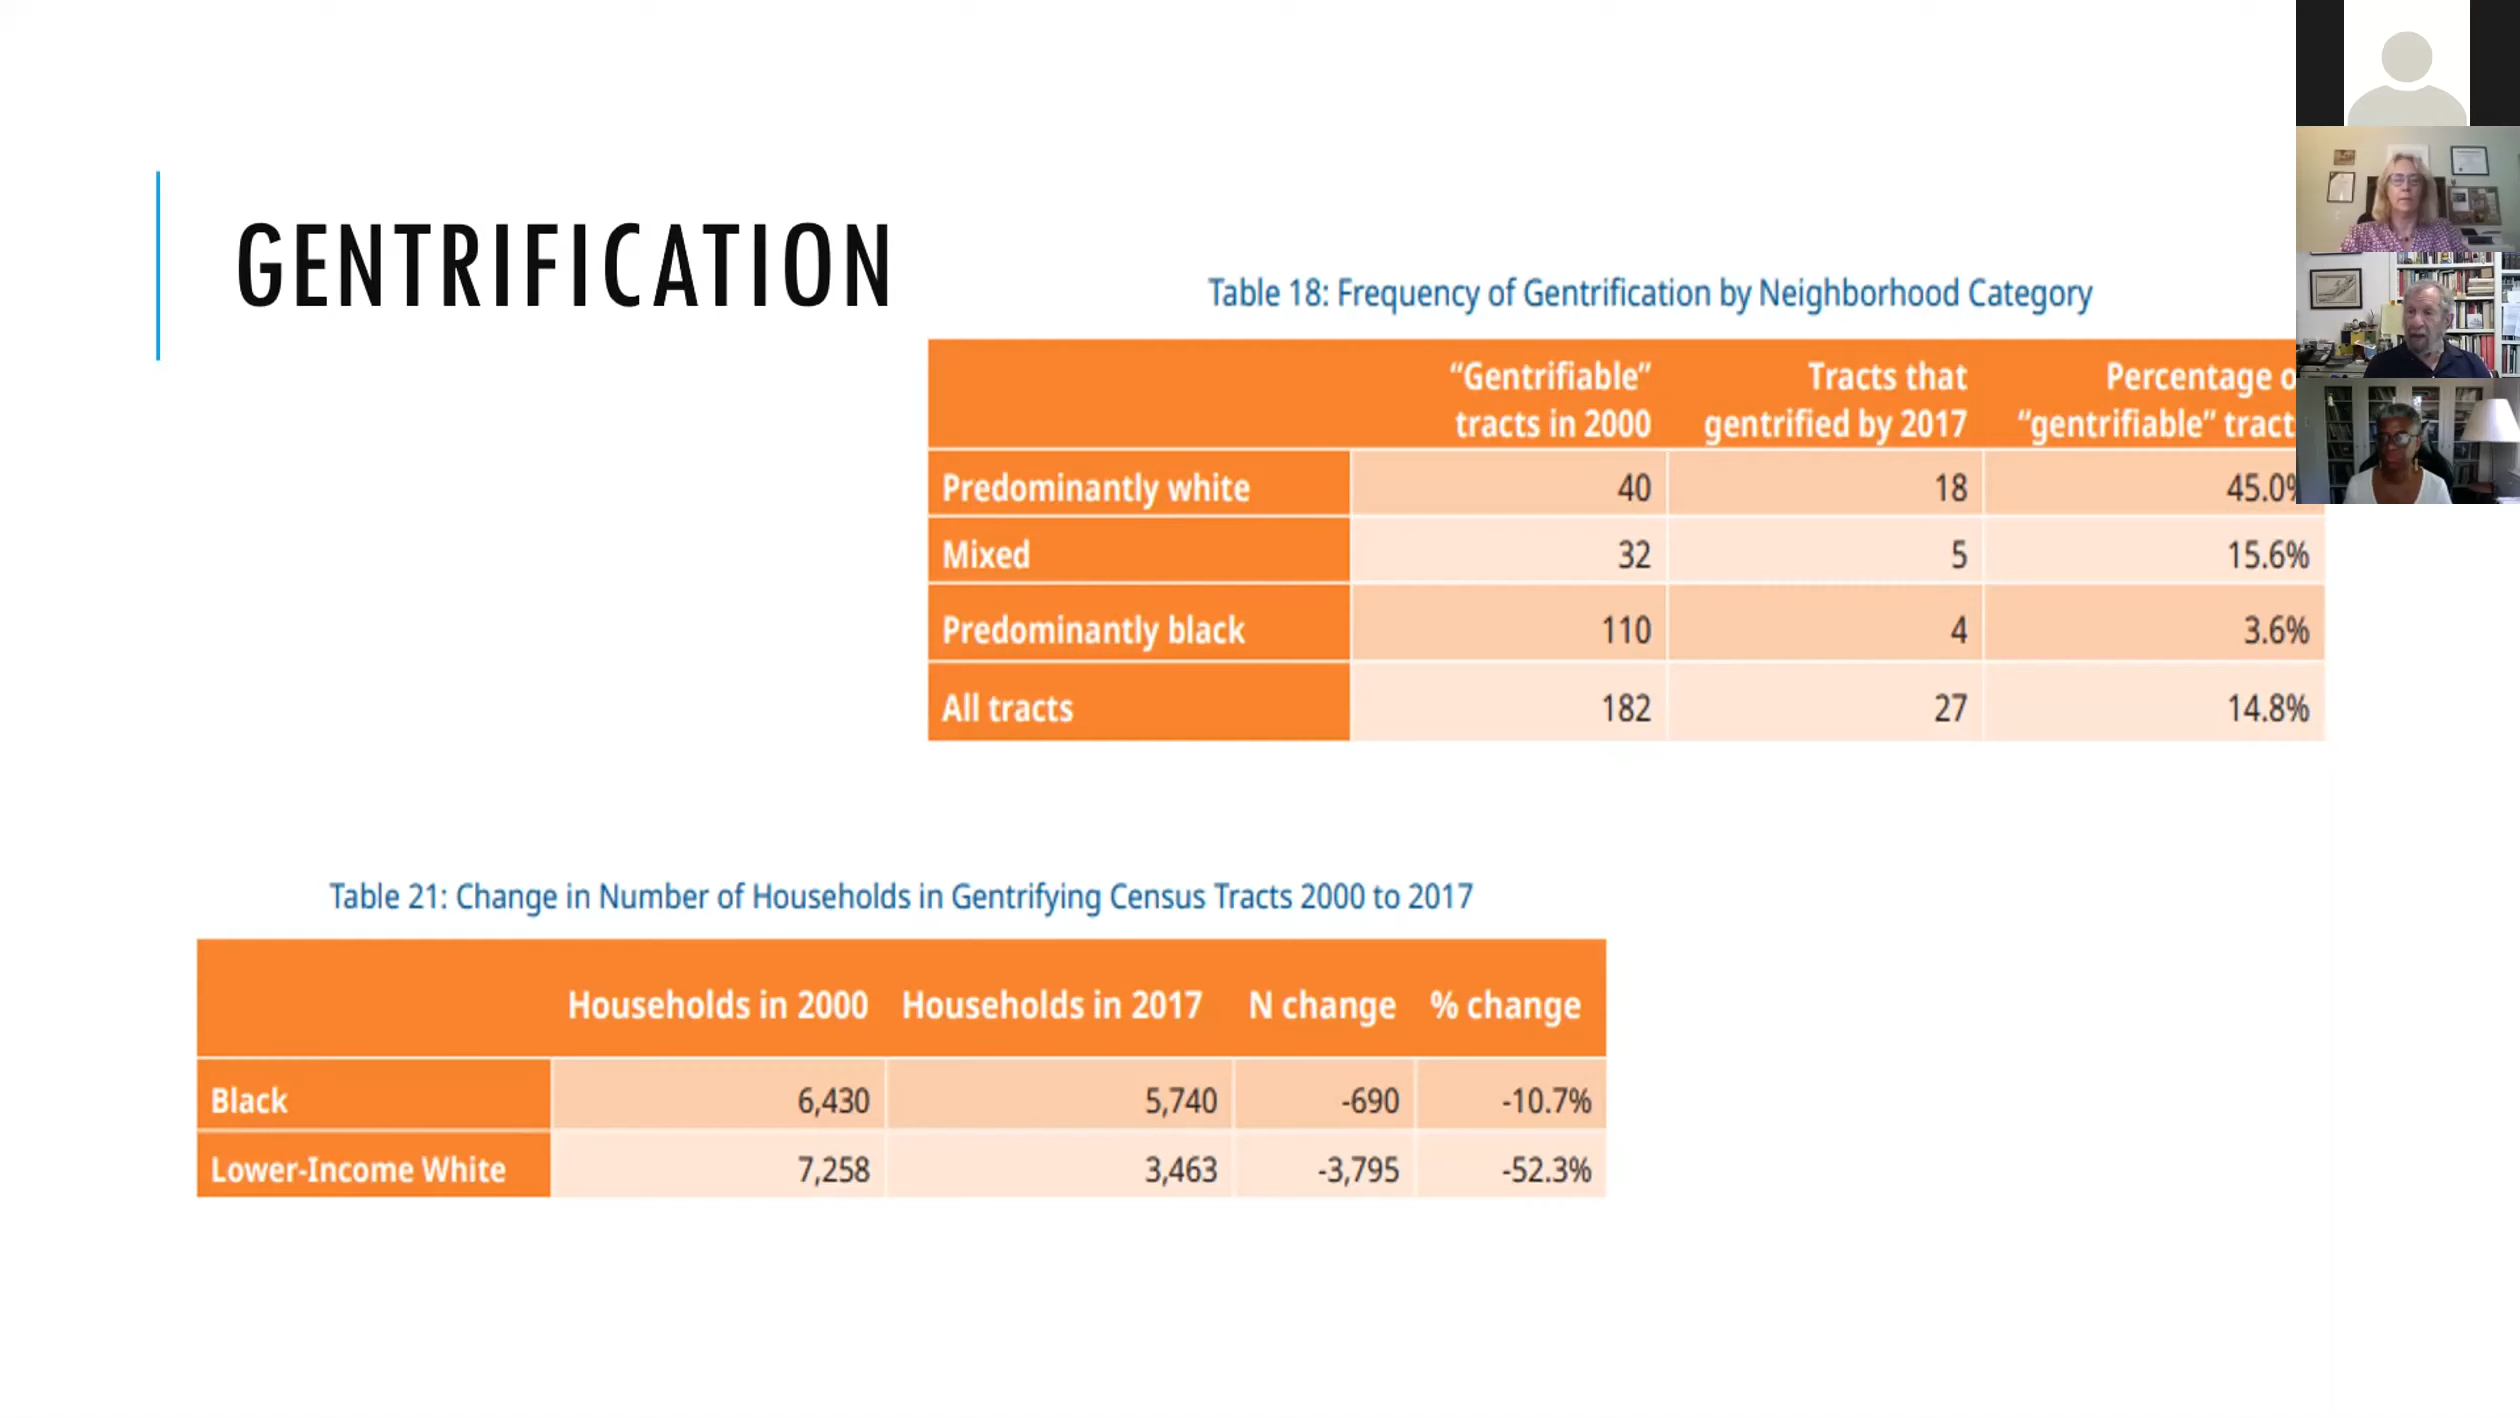 GENTRIFICATION
Table 18: Frequency of Gentrification by Neighborhood Category
“Gentrifiable” tracts in 2000 Tracts that gentrified by 2017 Percentage “gentrifiable”
Predominantly white 40 18 45.0%
Mixed 32 5 15.6%
Predominantly black 110 4 3.6%
All tracts 182 27 14.8%
Table 21: Change in Number of Households in Gentrifying Census Tracts 2000 to 2017
Households in 2000 Households in 2017 N change % change
Black 6,430 5,740 -690 -10.7%
Lower-Income White 7,258 3,463 -3,795 -52.3%